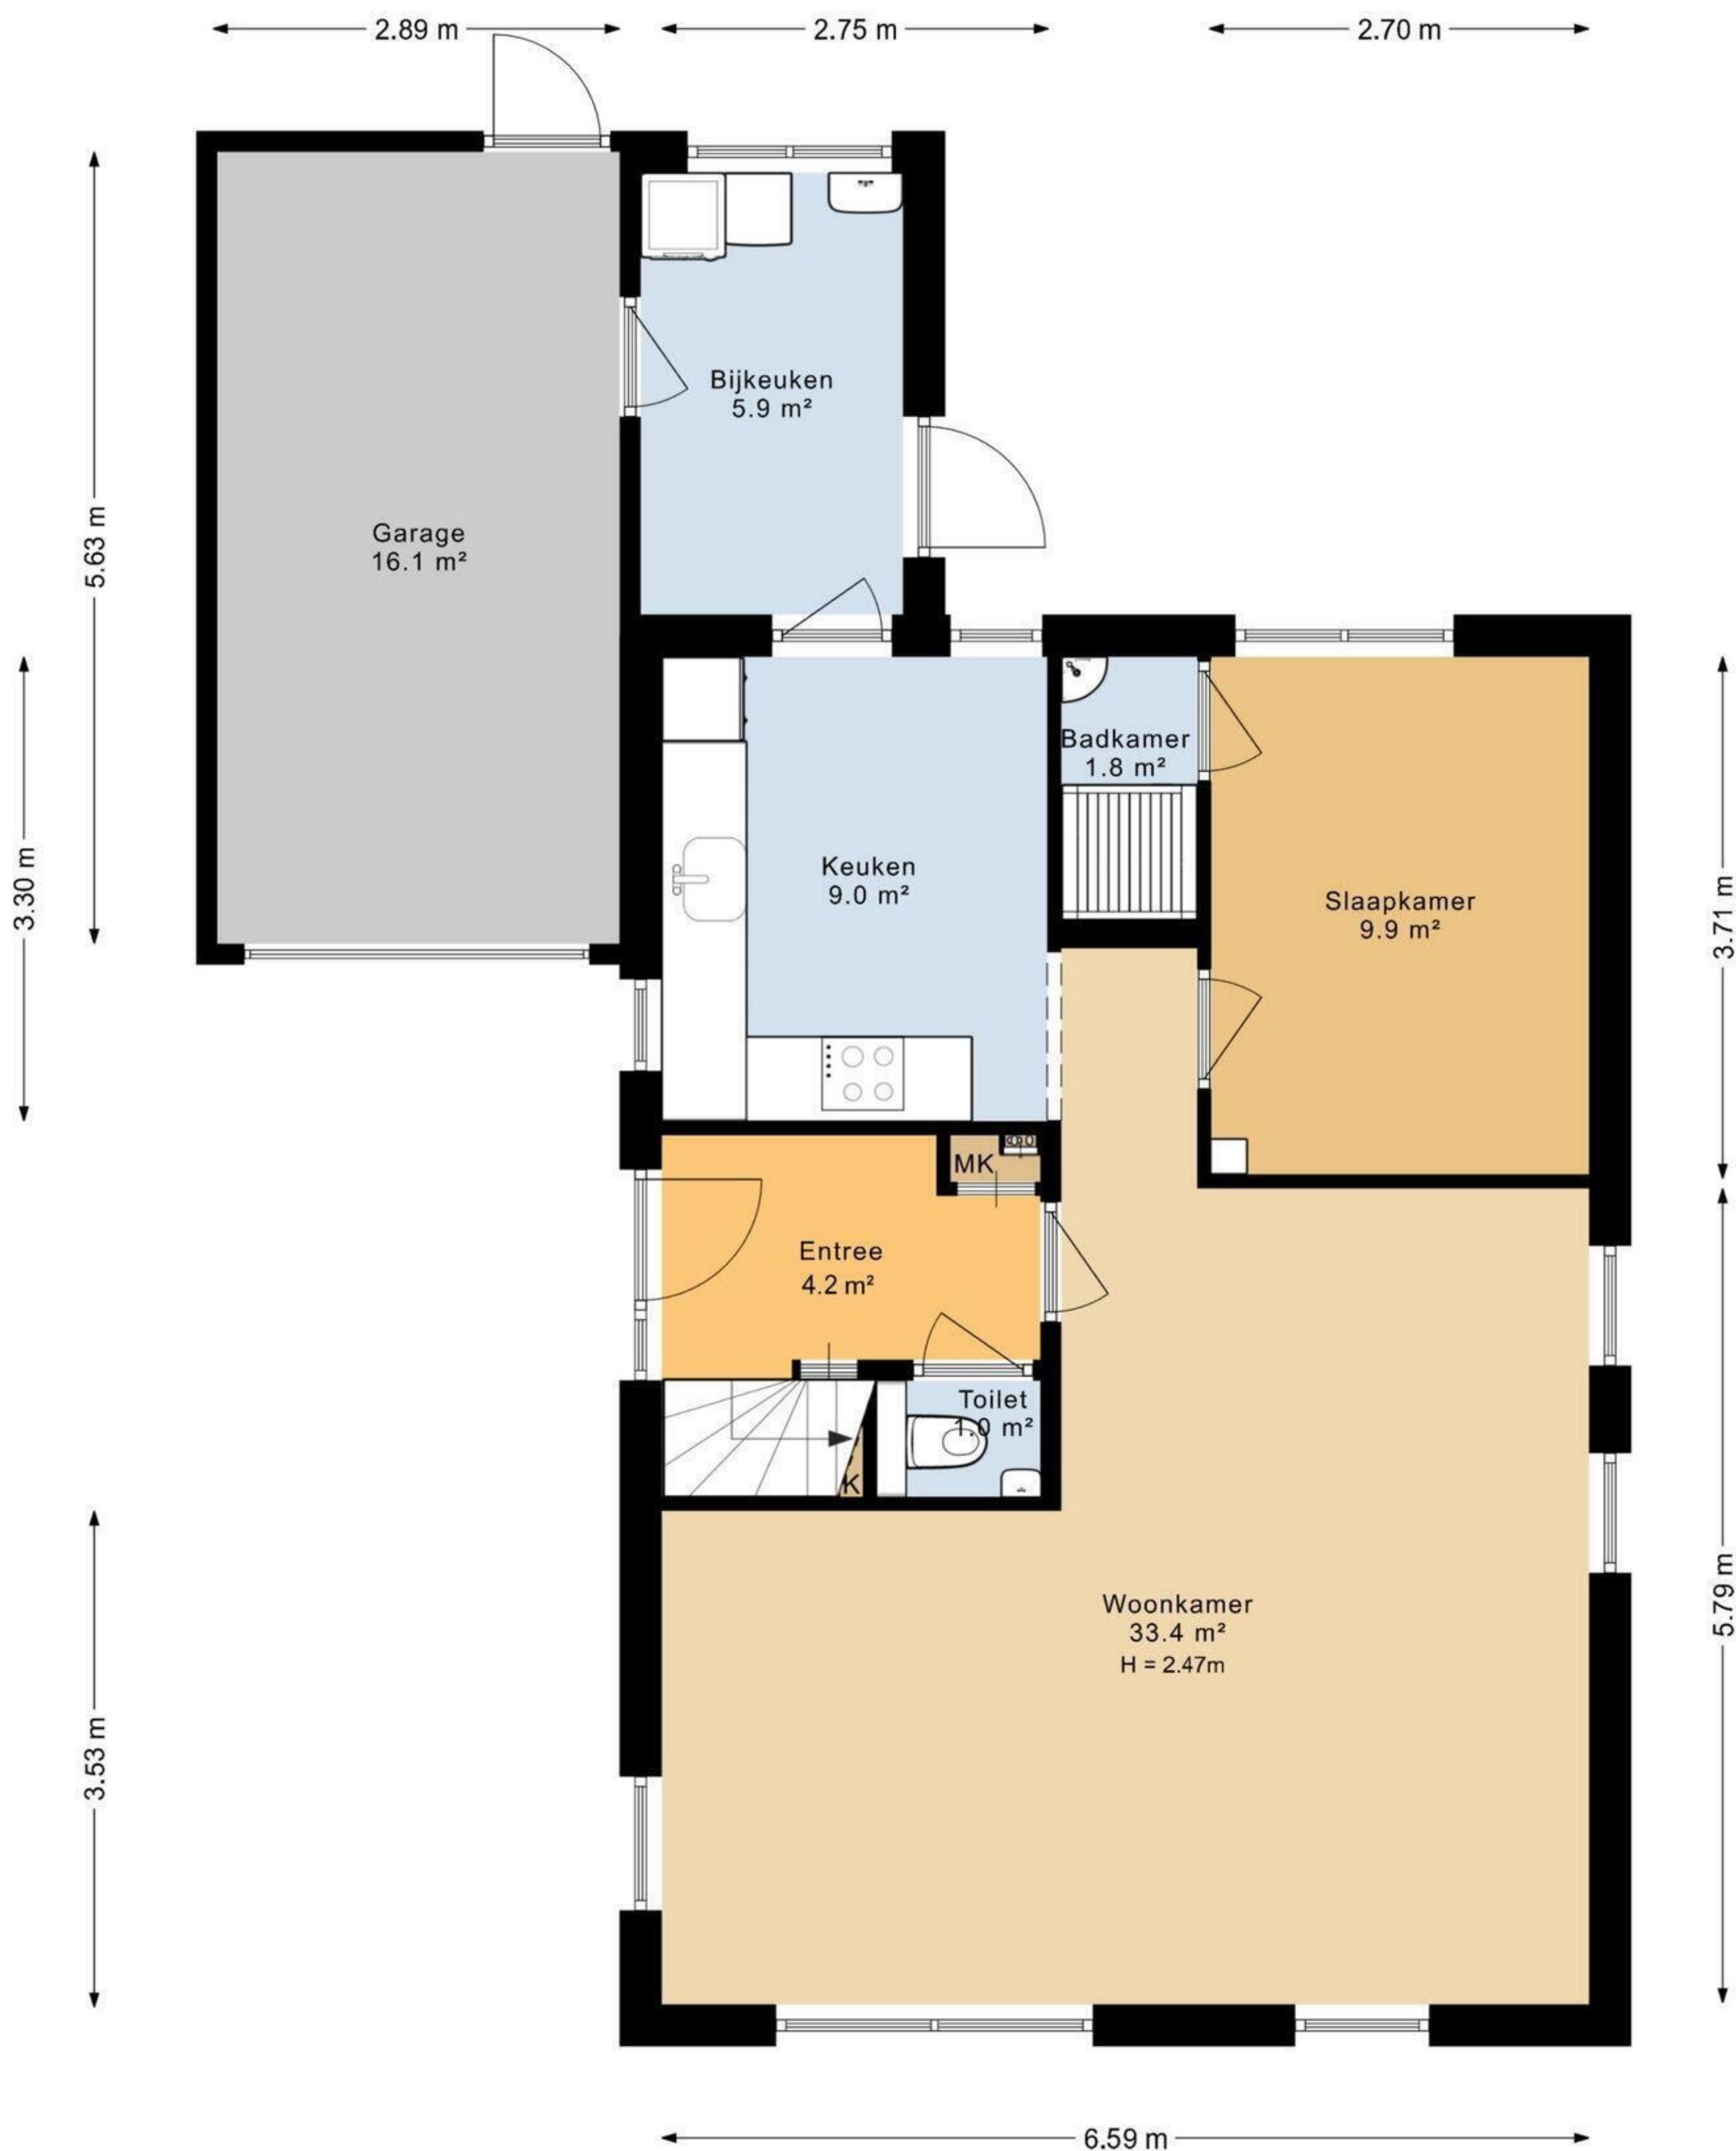 2.89 m
2.75 m
2.70 m
Bijkeuken
5.9 m²
Garage
16.1 m²
5.63 m
Badkamer
1.8 m²
Keuken
9.0 m²
3.30 m
Slaapkamer
9.9 m²
3.71 m
MK
Entree
4.2 m²
Toilet
1.0 m²
K
Woonkamer
33.4 m²
H = 2.47m
5.79 m
3.53 m
6.59 m